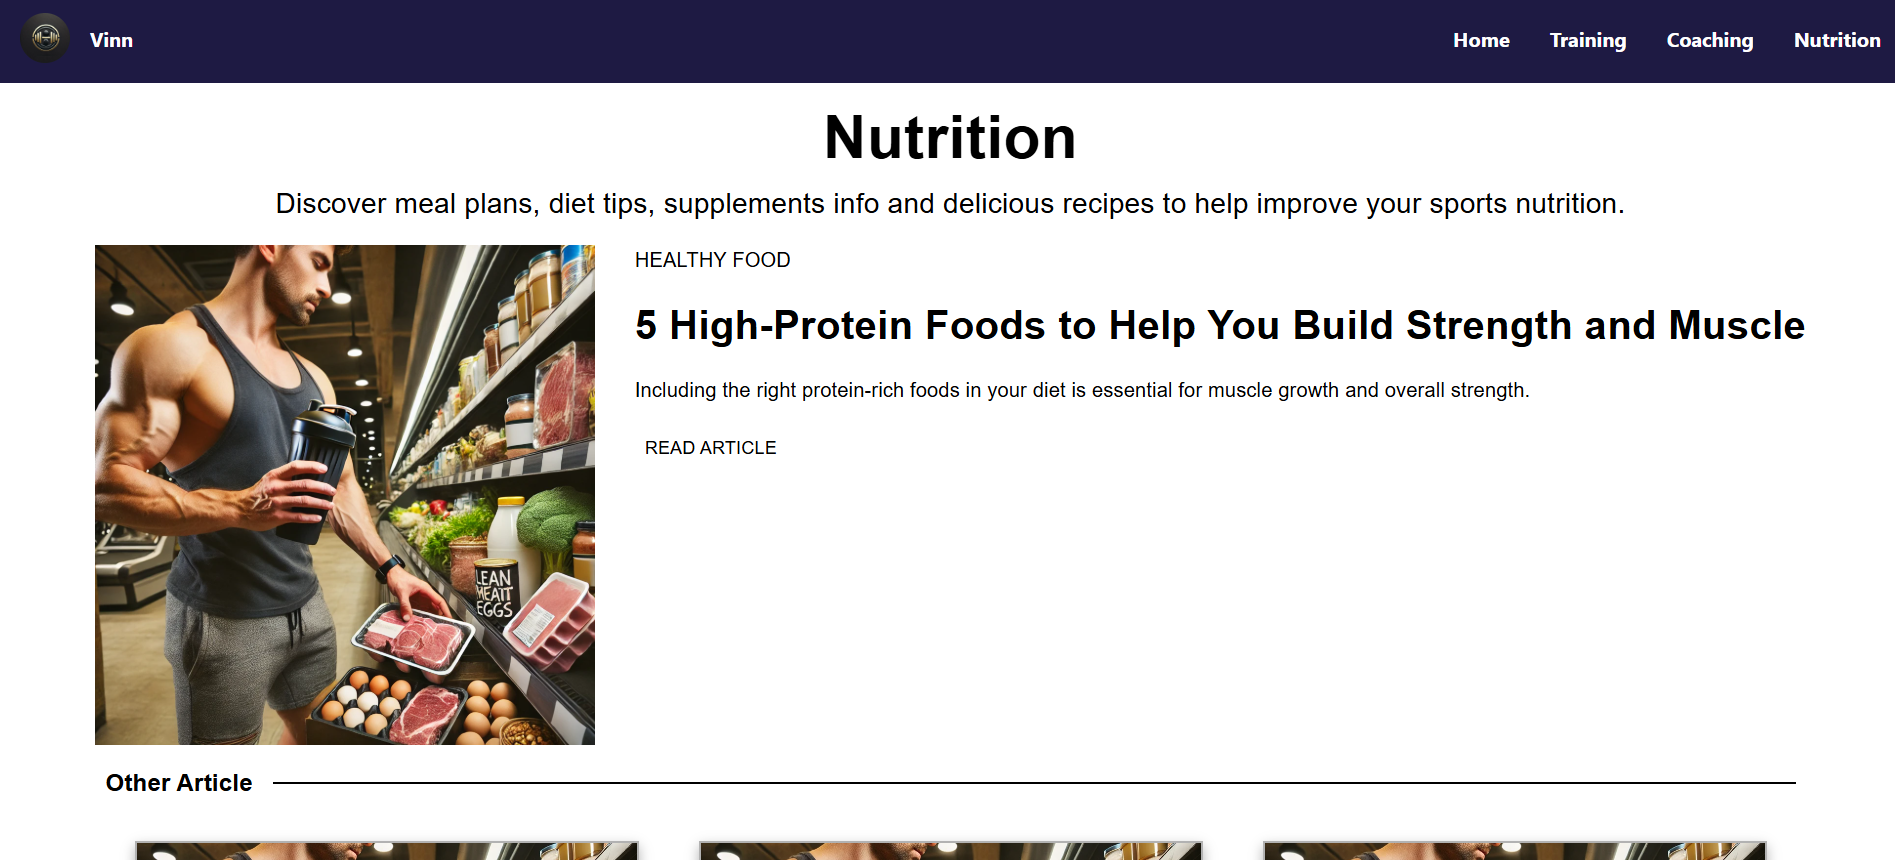 Vinn
Home
Training
Coaching
Nutrition
Nutrition
Discover meal plans, diet tips, supplements info and delicious recipes to help improve your sports nutrition.
HEALTHY FOOD
5 High-Protein Foods to Help You Build Strength and Muscle
Including the right protein-rich foods in your diet is essential for muscle growth and overall strength.
READ ARTICLE
LEAN
MEATT
EGGS
Other Article